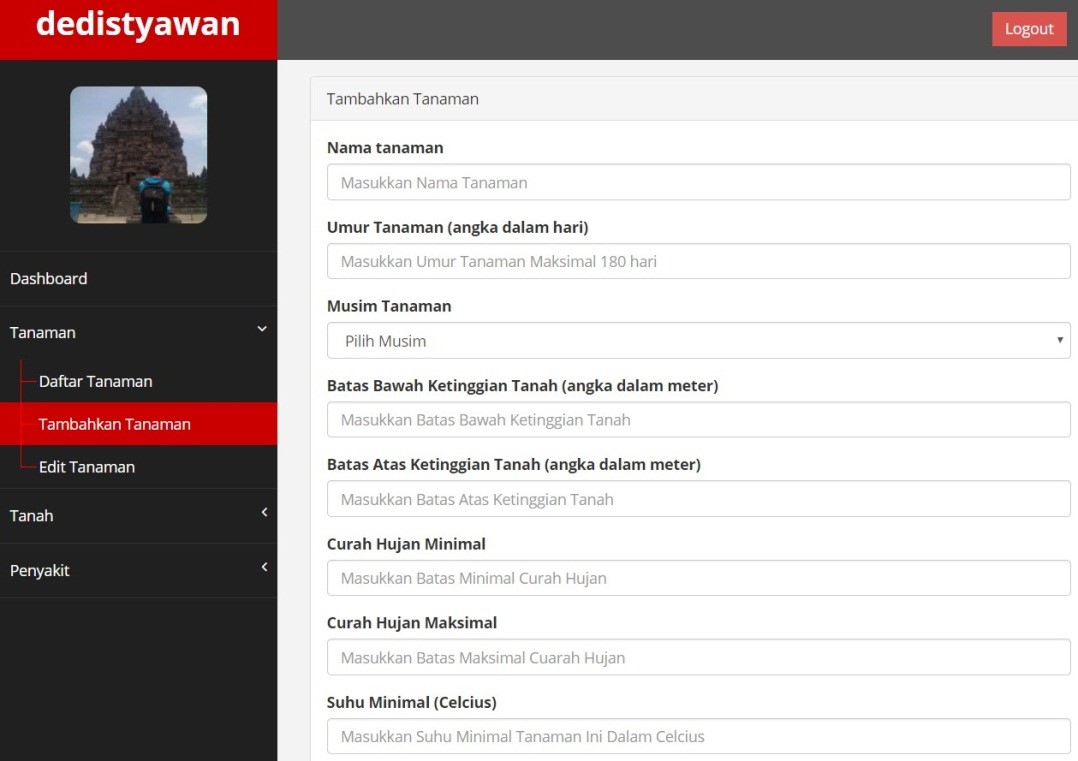 dedistyawan
Logout
Dashboard
Tanaman
Daftar Tanaman
Tambahkan Tanaman
Edit Tanaman
Tanah
Penyakit
Tambahkan Tanaman
Nama tanaman
Masukkan Nama Tanaman
Umur Tanaman (angka dalam hari)
Masukkan Umur Tanaman Maksimal 180 hari
Musim Tanaman
Pilih Musim
Batas Bawah Ketinggian Tanah (angka dalam meter)
Masukkan Batas Bawah Ketinggian Tanah
Batas Atas Ketinggian Tanah (angka dalam meter)
Masukkan Batas Atas Ketinggian Tanah
Curah Hujan Minimal
Masukkan Batas Minimal Curah Hujan
Curah Hujan Maksimal
Masukkan Batas Maksimal Cuarah Hujan
Suhu Minimal (Celcius)
Masukkan Suhu Minimal Tanaman Ini Dalam Celcius